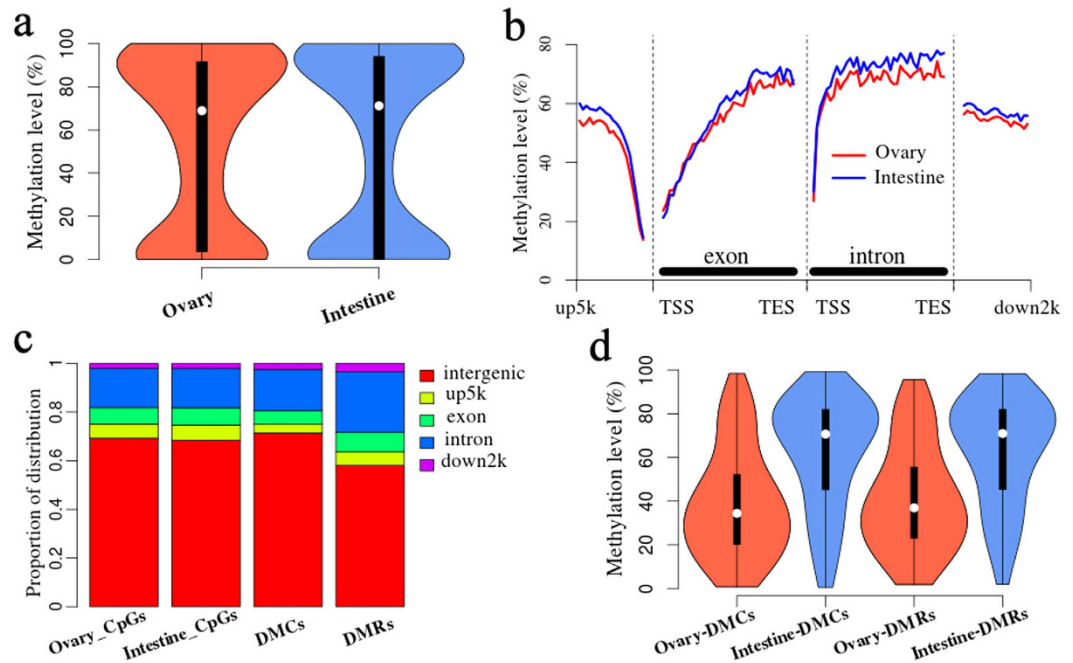 a
Methylation level (%)
0 20 40 60 80 100
Ovary
Intestine
b
Methylation level (%)
0 20 40 60 80
Ovary
Intestine
exon
intron
up5k TSS TES TSS TES down2k
c
Proportion of distribution
0 0.2 0.4 0.6 0.8 1
intergenic
up5k
exon
intron
down2k
Ovary_CpGs
Intestine_CpGs
DMCs
DMRs
d
Methylation level (%)
0 20 40 60 80 100
Ovary-DMCs
Intestine-DMCs
Ovary-DMRs
Intestine-DMRs